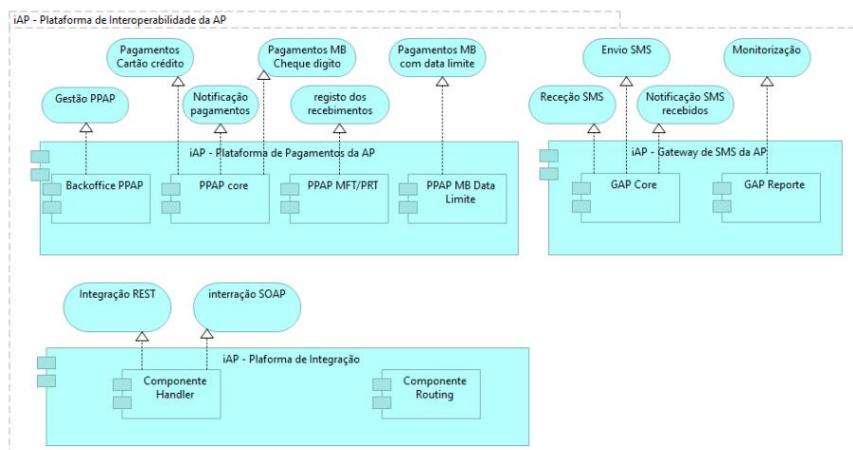 iAP - Plataforma de Interoperabilidade da AP
Pagamentos
Cartão crédito
Pagamentos MB
Cheque digito
Pagamentos MB
com data limite
Envio SMS
Monitorização
Gestão PPAP
Notificação
pagamentos
registo dos
recebimentos
Receção SMS
Notificação SMS
recebidos
iAP - Plataforma de Pagamentos da AP
Backoffice PPAP
PPAP core
PPAP MFT/PRT
PPAP MB Data
Limite
iAP - Gateway de SMS da AP
GAP Core
GAP Reporte
Integração REST
interração SOAP
iAP - Plaforma de Integração
Componente
Handler
Componente
Routing